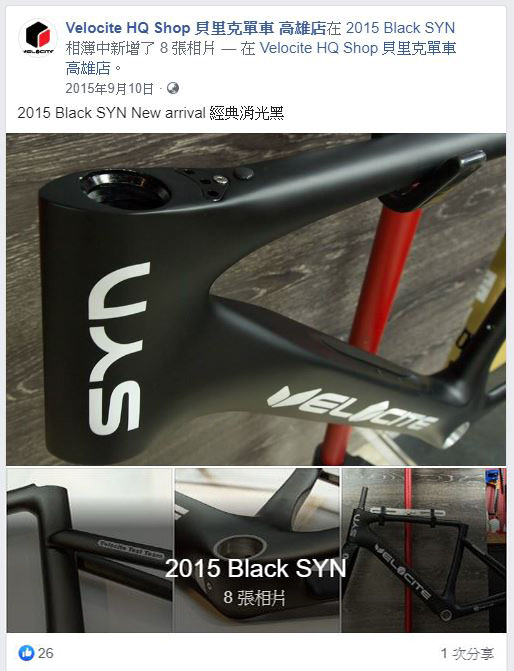 Velocite HQ Shop 貝里克單車 高雄店在 2015 Black SYN
相簿中新增了 8 張相片 — 在 Velocite HQ Shop 貝里克單車
高雄店。
2015年9月10日 ·
2015 Black SYN New arrival 經典消光黑
VELOCITE
SYN
VELOCITE
Velocite Test Team
SYN
VELOCITE
2015 Black SYN
8 張相片
26
1 次分享